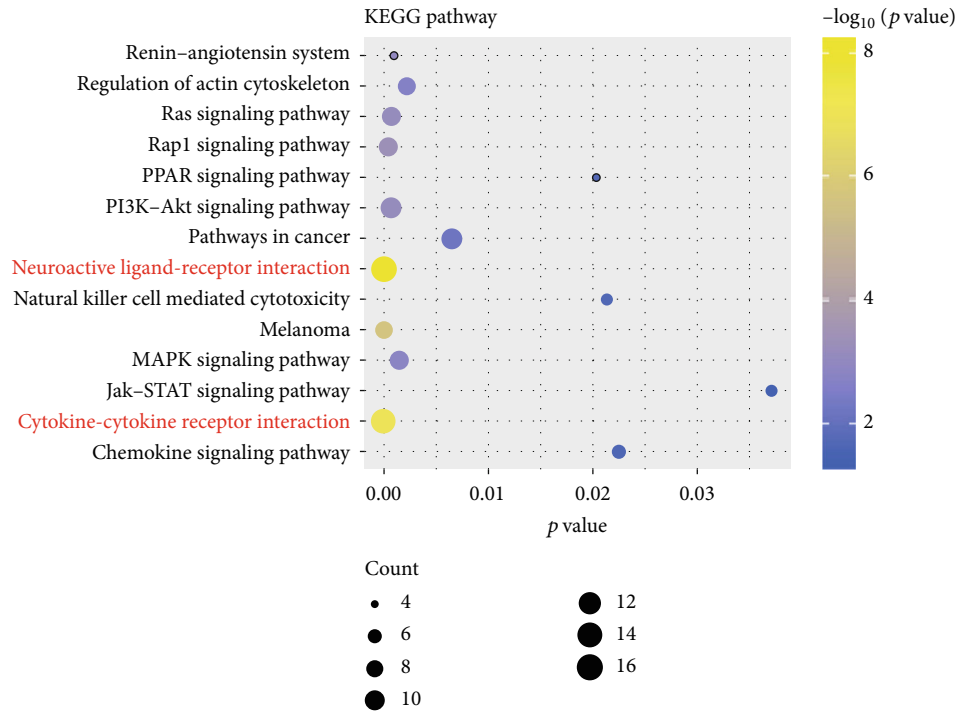 KEGG pathway
–log10 (p value)
Renin–angiotensin system
Regulation of actin cytoskeleton
Ras signaling pathway
Rap1 signaling pathway
PPAR signaling pathway
PI3K–Akt signaling pathway
Pathways in cancer
Neuroactive ligand-receptor interaction
Natural killer cell mediated cytotoxicity
Melanoma
MAPK signaling pathway
Jak–STAT signaling pathway
Cytokine-cytokine receptor interaction
Chemokine signaling pathway
8
6
4
2
0.00 0.01 0.02 0.03
p value
Count
4
6
8
10
12
14
16